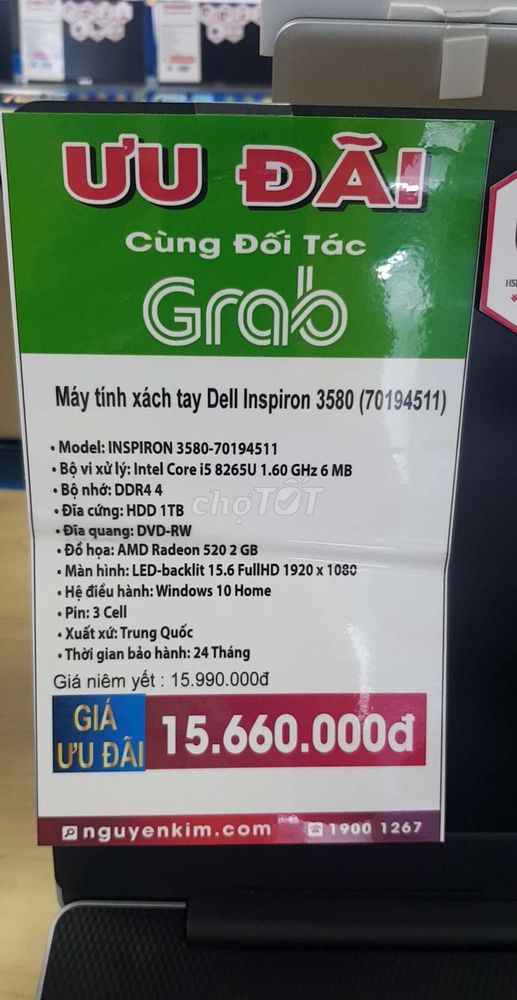 ƯU ĐÃI
Cùng Đối Tác
Grab
Máy tính xách tay Dell Inspiron 3580 (70194511)
• Model: INSPIRON 3580-70194511
• Bộ vi xử lý: Intel Core i5 8265U 1.60 GHz 6 MB
• Bộ nhớ: DDR4 4
• Đĩa cứng: HDD 1TB
• Đĩa quang: DVD-RW
• Đồ họa: AMD Radeon 520 2 GB
• Màn hình: LED-backlit 15.6 FullHD 1920 x 1080
• Hệ điều hành: Windows 10 Home
• Pin: 3 Cell
• Xuất xứ: Trung Quốc
• Thời gian bảo hành: 24 Tháng
Giá niêm yết : 15.990.000đ
GIÁ
ƯU ĐÃI
15.660.000đ
nguyenkim.com
1900 1267
chợTỐT